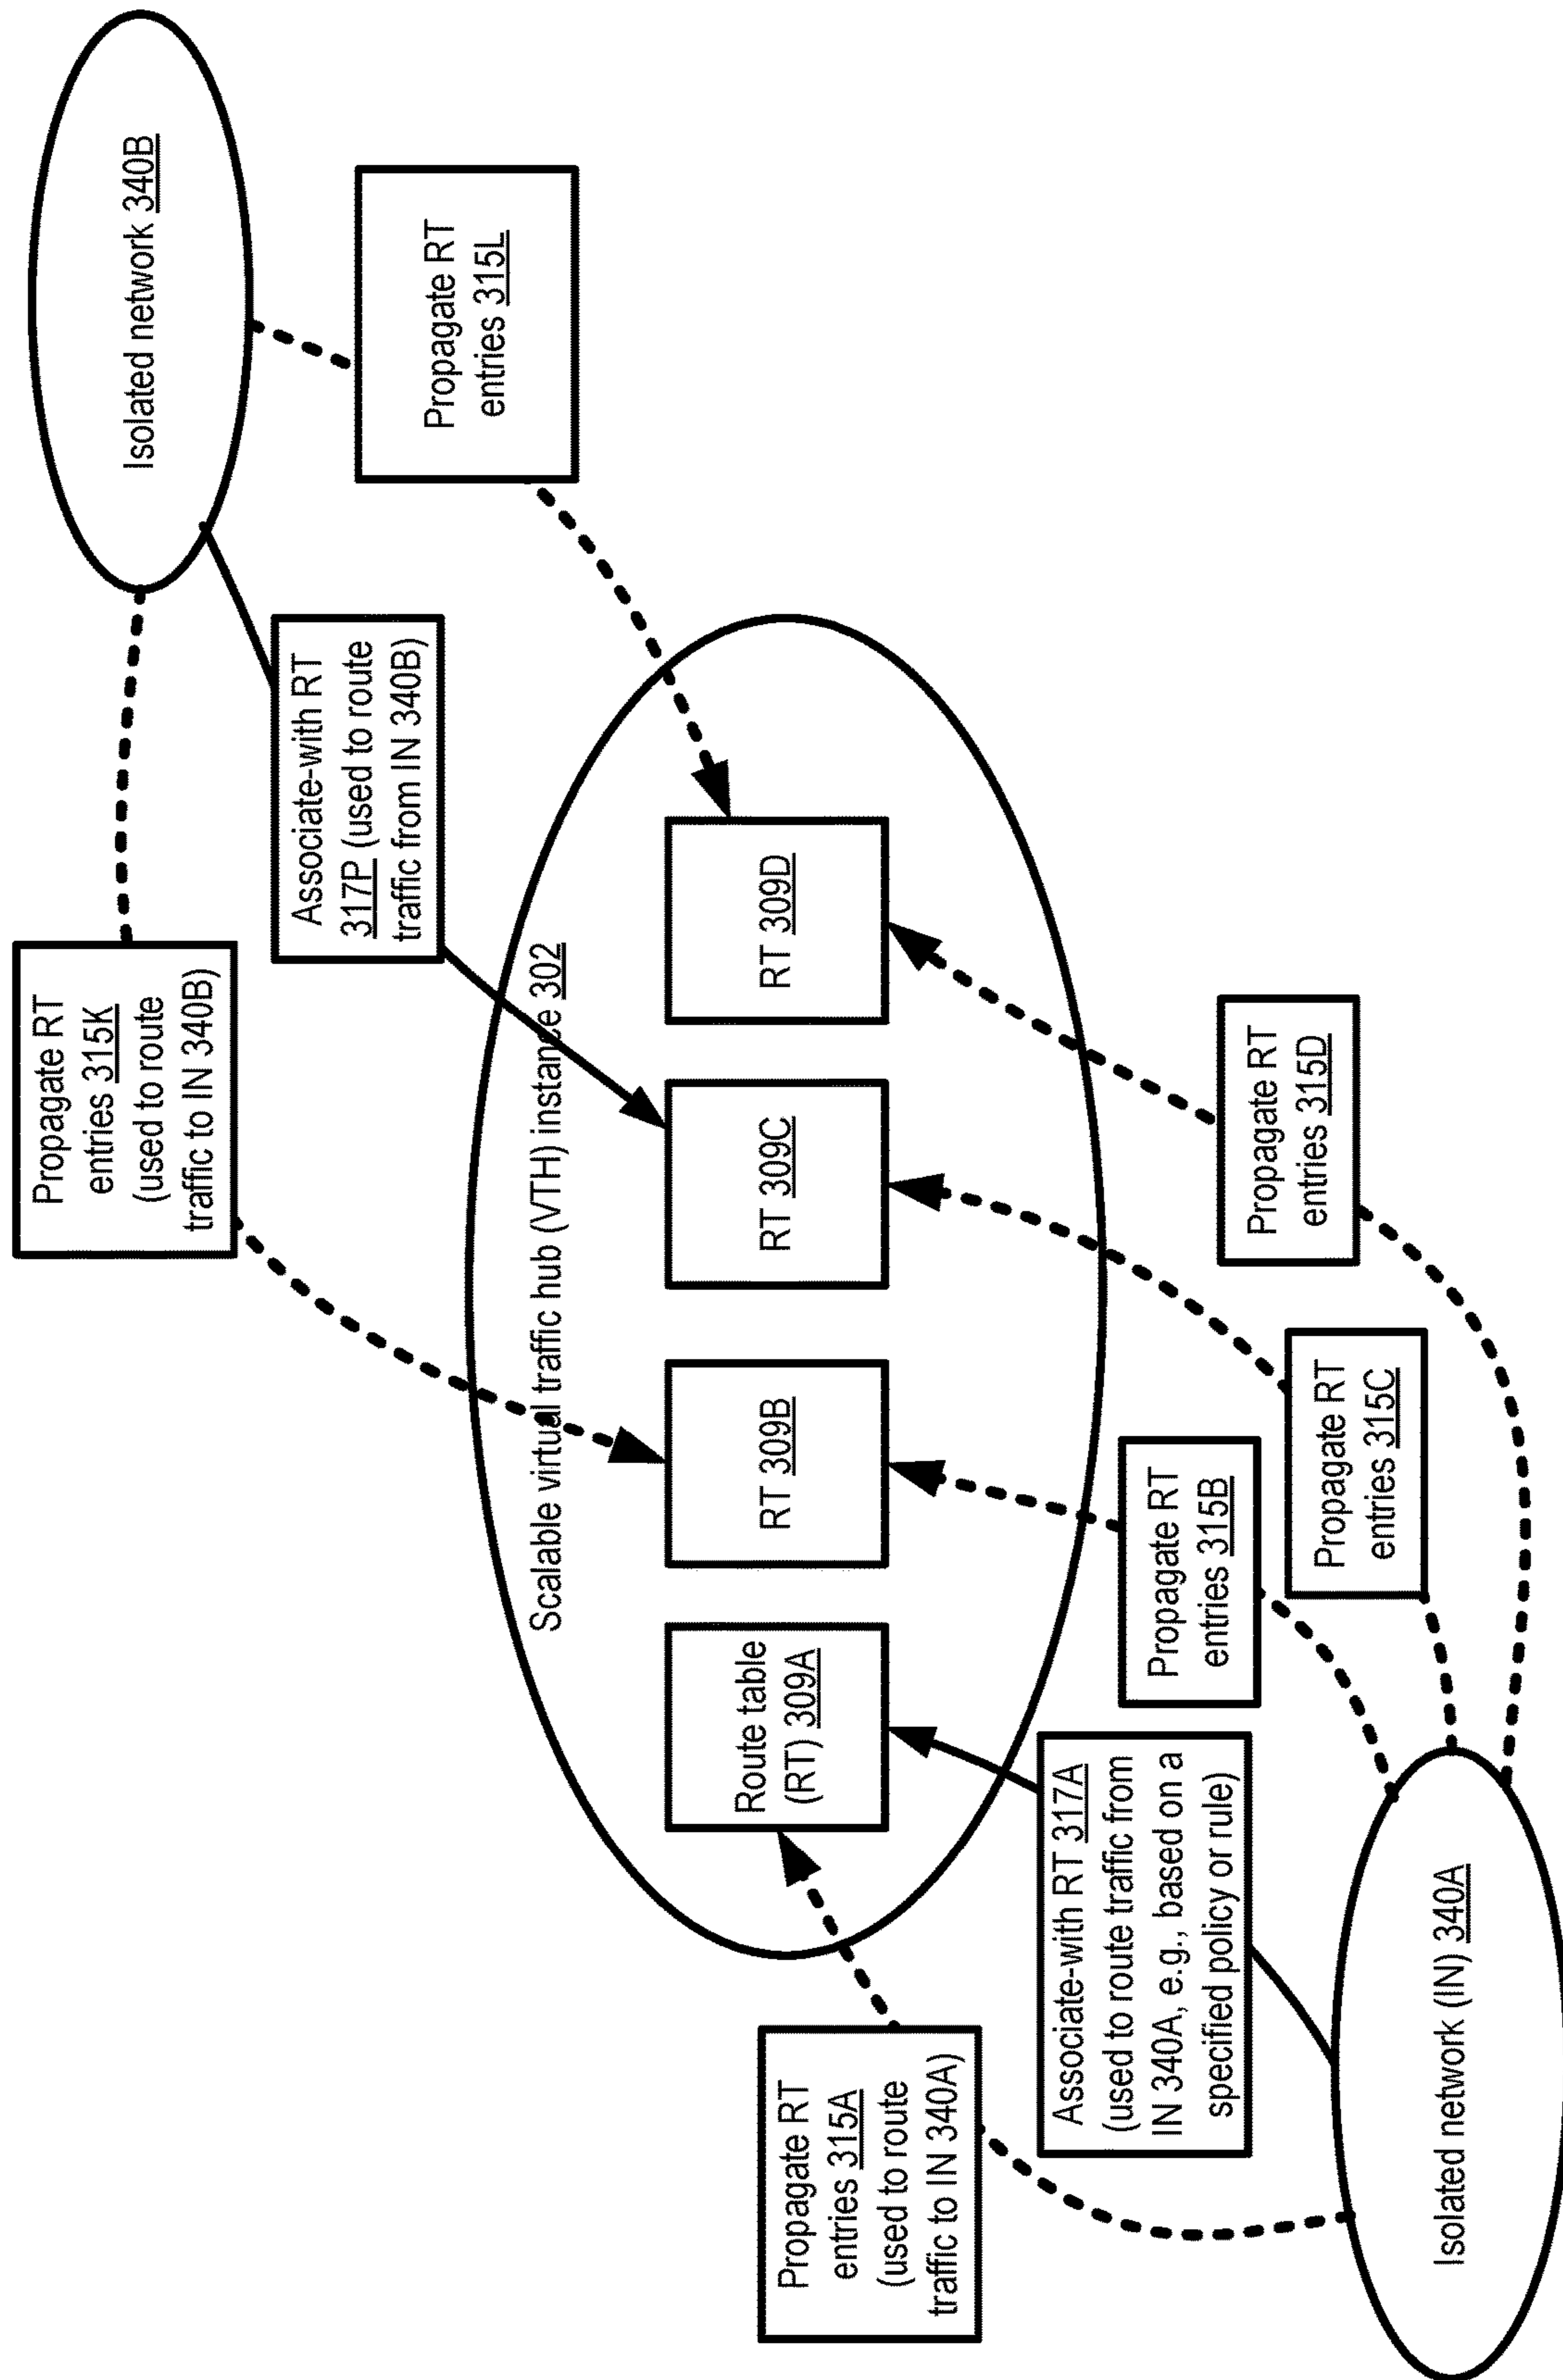 Isolated network 340B
Propagate RT
entries 315K
(used to route
traffic to IN 340B)
Associate-with RT
317P (used to route
traffic from IN 340B)
Propagate RT
entries 315L
Scalable virtual traffic hub (VTH) instance 302
Route table
(RT) 309A
RT 309B
RT 309C
RT 309D
Propagate RT
entries 315A
(used to route
traffic to IN 340A)
Associate-with RT 317A
(used to route traffic from
IN 340A, e.g., based on a
specified policy or rule)
Propagate RT
entries 315B
Propagate RT
entries 315C
Propagate RT
entries 315D
Isolated network (IN) 340A